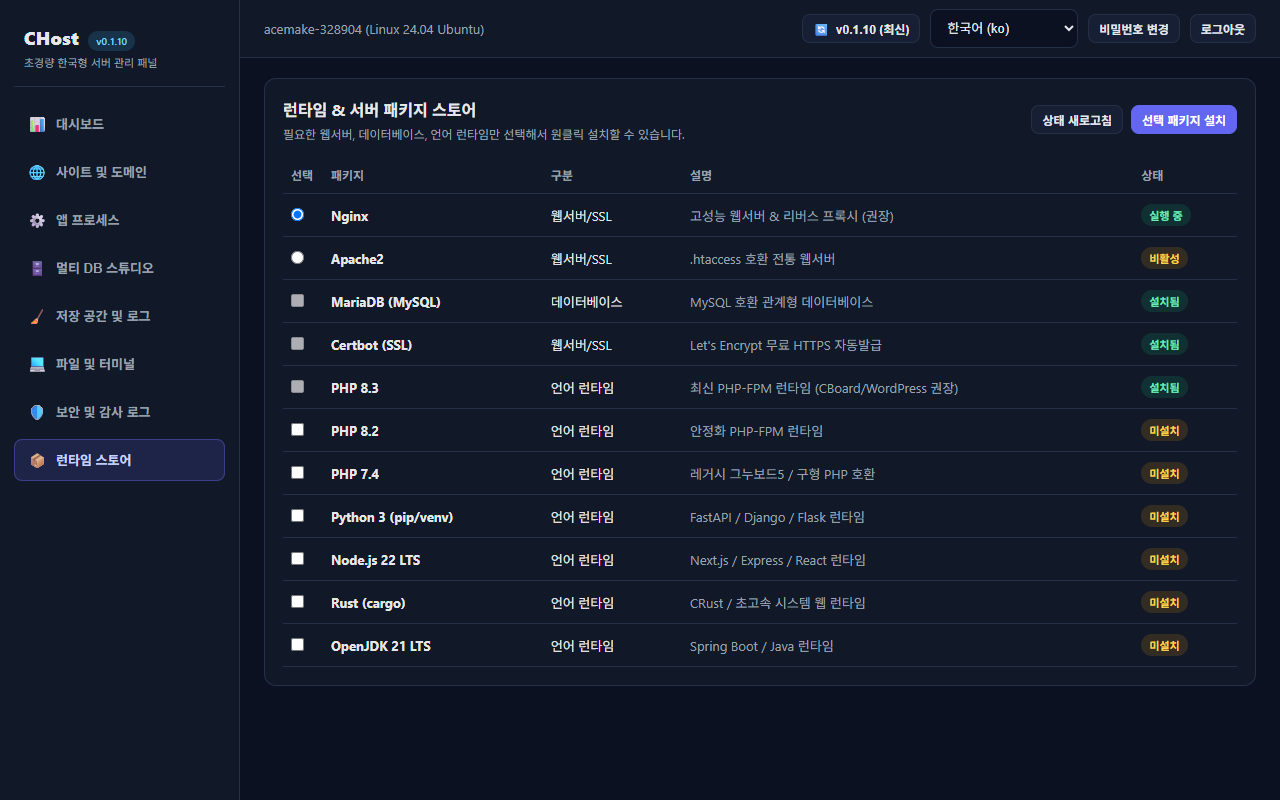 CHost v0.1.10
초경량 한국형 서버 관리 패널
대시보드
사이트 및 도메인
앱 프로세스
멀티 DB 스튜디오
저장 공간 및 로그
파일 및 터미널
보안 및 감사 로그
런타임 스토어
acemake-328904 (Linux 24.04 Ubuntu)
v0.1.10 (최신)
한국어 (ko)
비밀번호 변경
로그아웃
런타임 & 서버 패키지 스토어
필요한 웹서버, 데이터베이스, 언어 런타임만 선택해서 원클릭 설치할 수 있습니다.
상태 새로고침
선택 패키지 설치
선택 패키지 구분 설명 상태
Nginx 웹서버/SSL 고성능 웹서버 & 리버스 프록시 (권장) 실행 중
Apache2 웹서버/SSL .htaccess 호환 전통 웹서버 비활성
MariaDB (MySQL) 데이터베이스 MySQL 호환 관계형 데이터베이스 설치됨
Certbot (SSL) 웹서버/SSL Let's Encrypt 무료 HTTPS 자동발급 설치됨
PHP 8.3 언어 런타임 최신 PHP-FPM 런타임 (CBoard/WordPress 권장) 설치됨
PHP 8.2 언어 런타임 안정화 PHP-FPM 런타임 미설치
PHP 7.4 언어 런타임 레거시 그누보드5 / 구형 PHP 호환 미설치
Python 3 (pip/venv) 언어 런타임 FastAPI / Django / Flask 런타임 미설치
Node.js 22 LTS 언어 런타임 Next.js / Express / React 런타임 미설치
Rust (cargo) 언어 런타임 CRust / 초고속 시스템 웹 런타임 미설치
OpenJDK 21 LTS 언어 런타임 Spring Boot / Java 런타임 미설치